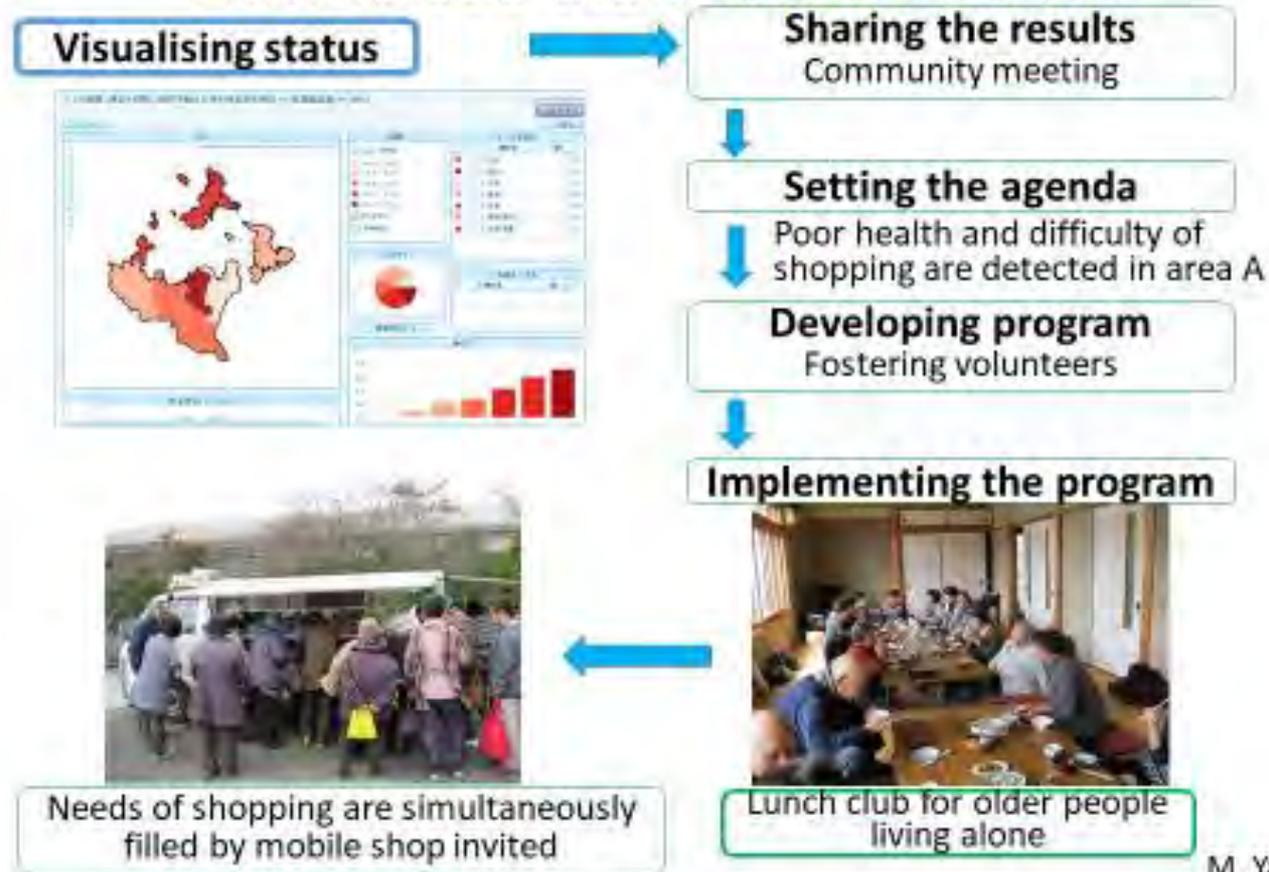 Visualising status
Sharing the results
Community meeting
Setting the agenda
Poor health and difficulty of
shopping are detected in area A
Developing program
Fostering volunteers
Implementing the program
Lunch club for older people
living alone
Needs of shopping are simultaneously
filled by mobile shop invited